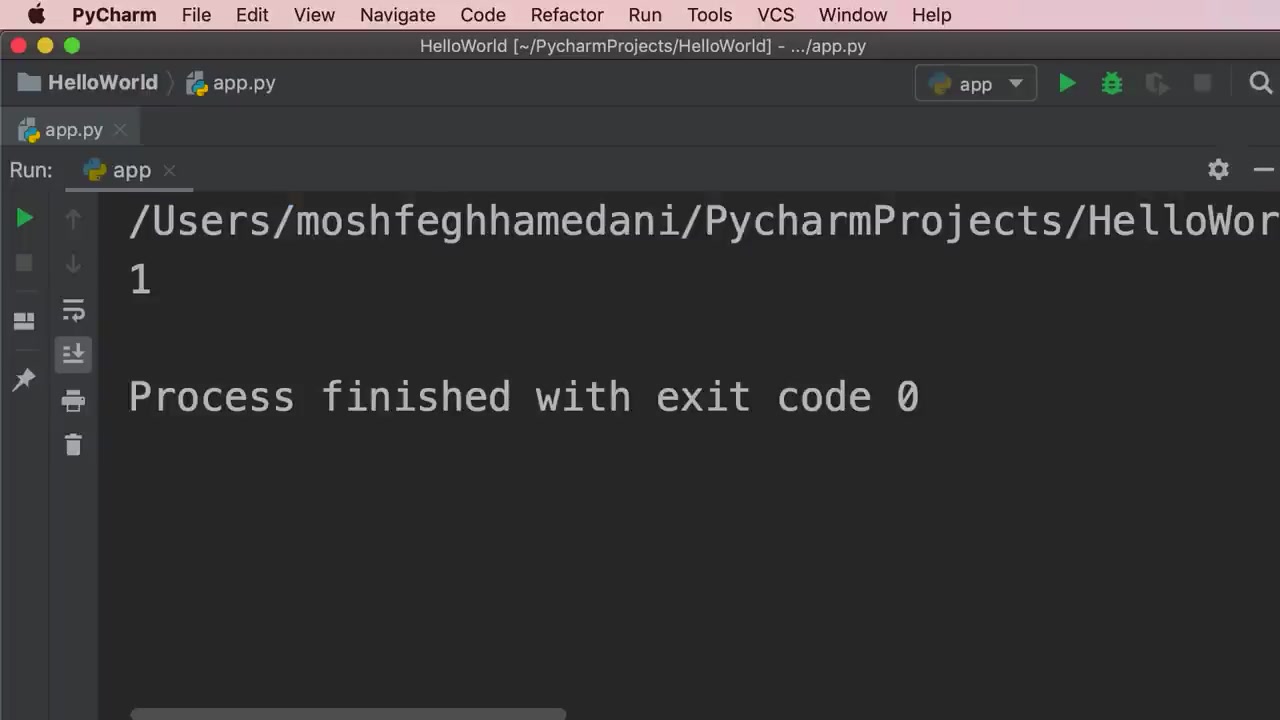 PyCharm File Edit View Navigate Code Refactor Run Tools VCS Window Help
HelloWorld [~/PycharmProjects/HelloWorld] - .../app.py
HelloWorld app.py app
app.py
Run: app
/Users/moshfeghhamedani/PycharmProjects/HelloWor
1
Process finished with exit code 0